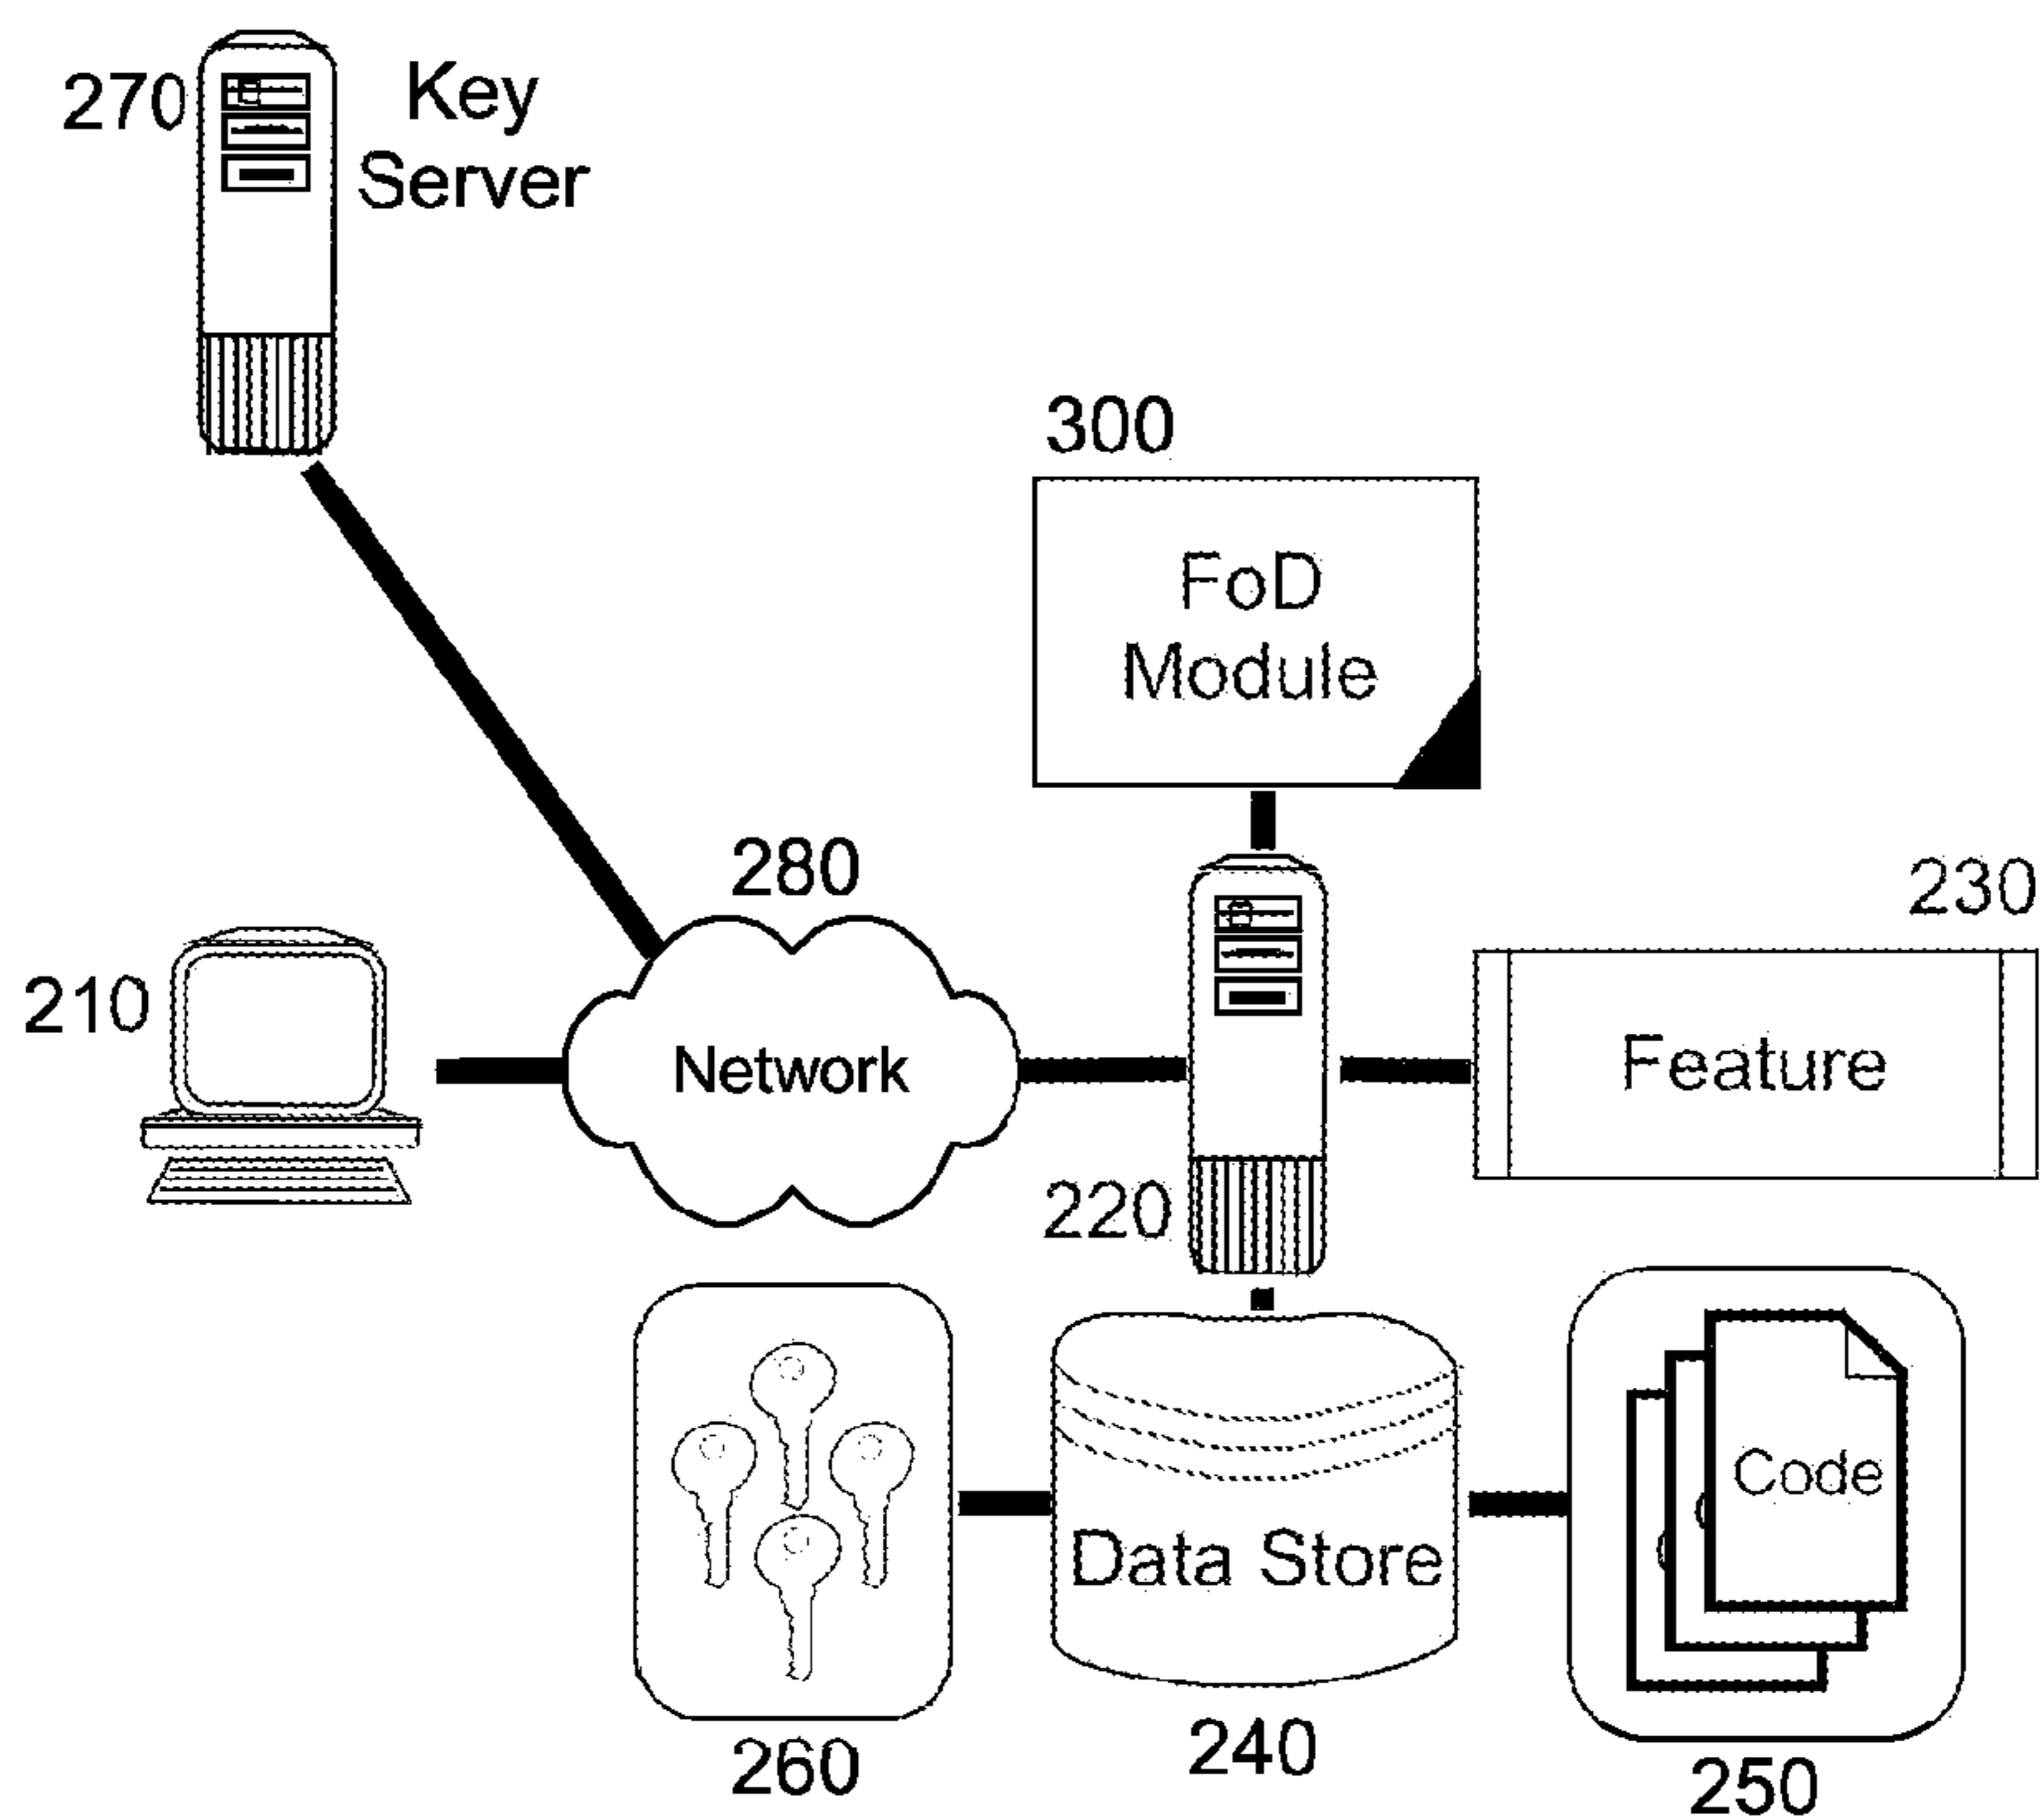 270
Key
Server
300
FoD
Module
280
230
210
Network
Feature
220
Code
Data Store
260
240
250